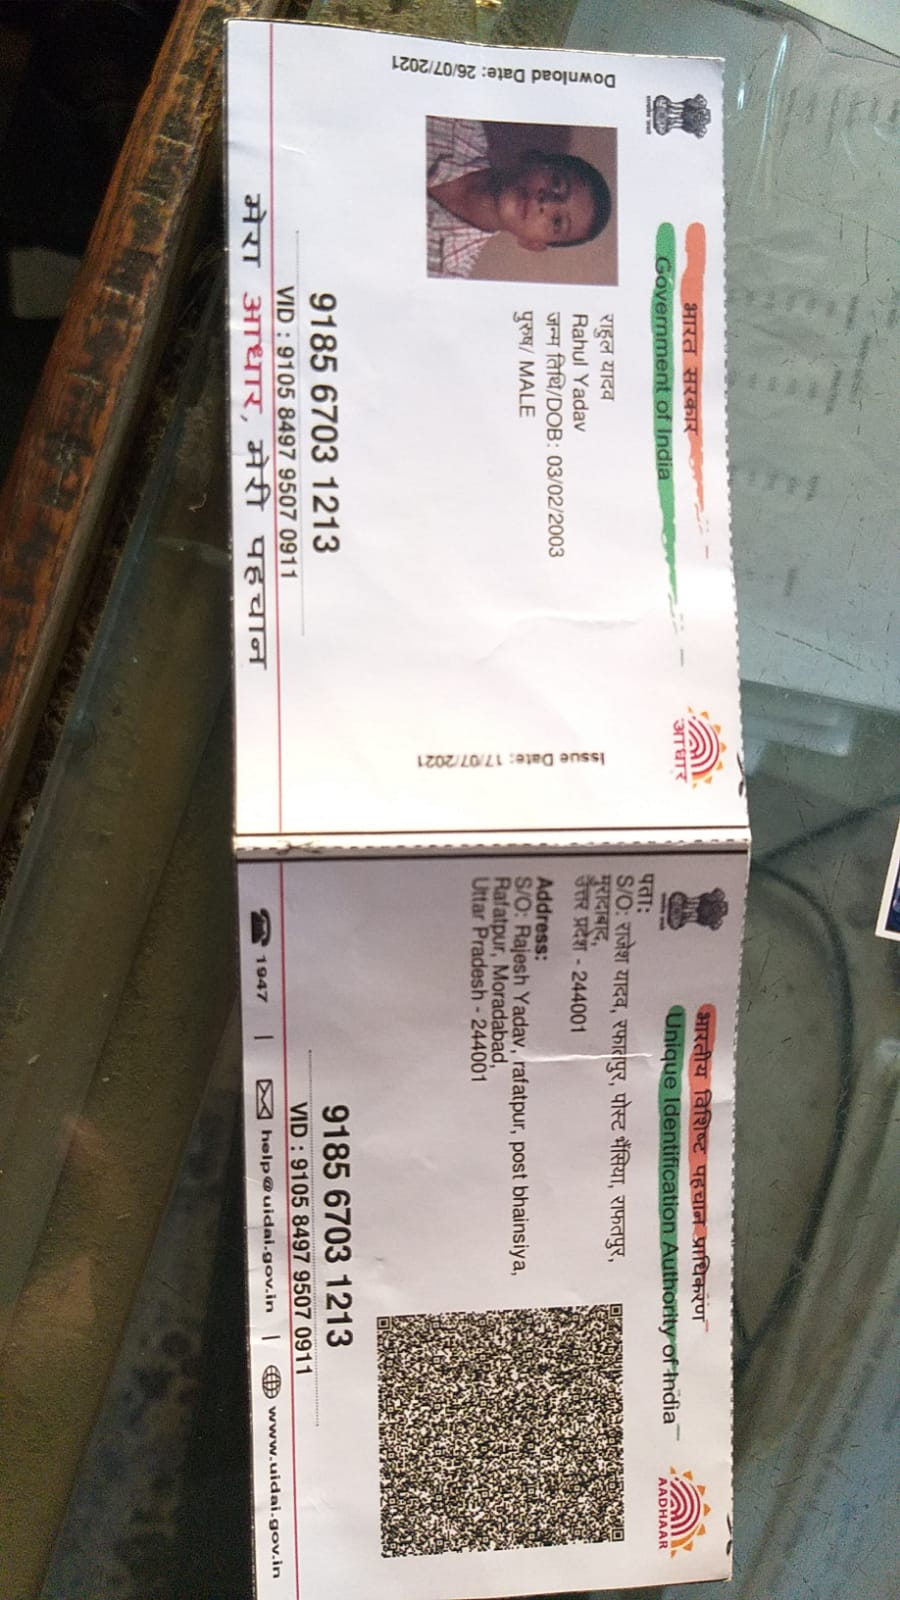 भारत सरकार
Government of India
Download Date: 26/07/2021
राहुल यादव
Rahul Yadav
जन्म तिथि/DOB: 03/02/2003
पुरुष/ MALE
Issue Date: 17/07/2021
आधार
9185 6703 1213
VID : 9105 8497 9507 0911
मेरा आधार, मेरी पहचान
भारतीय विशिष्ट पहचान प्राधिकरण
Unique Identification Authority of India
AADHAAR
पता:
S/O: राजेश यादव, रफातपुर, पोस्ट भैंसिया, राफतपुर,
मुरादाबाद,
उत्तर प्रदेश - 244001
Address:
S/O: Rajesh Yadav, rafatpur, post bhainsiya,
Rafatpur, Moradabad,
Uttar Pradesh - 244001
9185 6703 1213
VID : 9105 8497 9507 0911
1947 | help@uidai.gov.in | www.uidai.gov.in